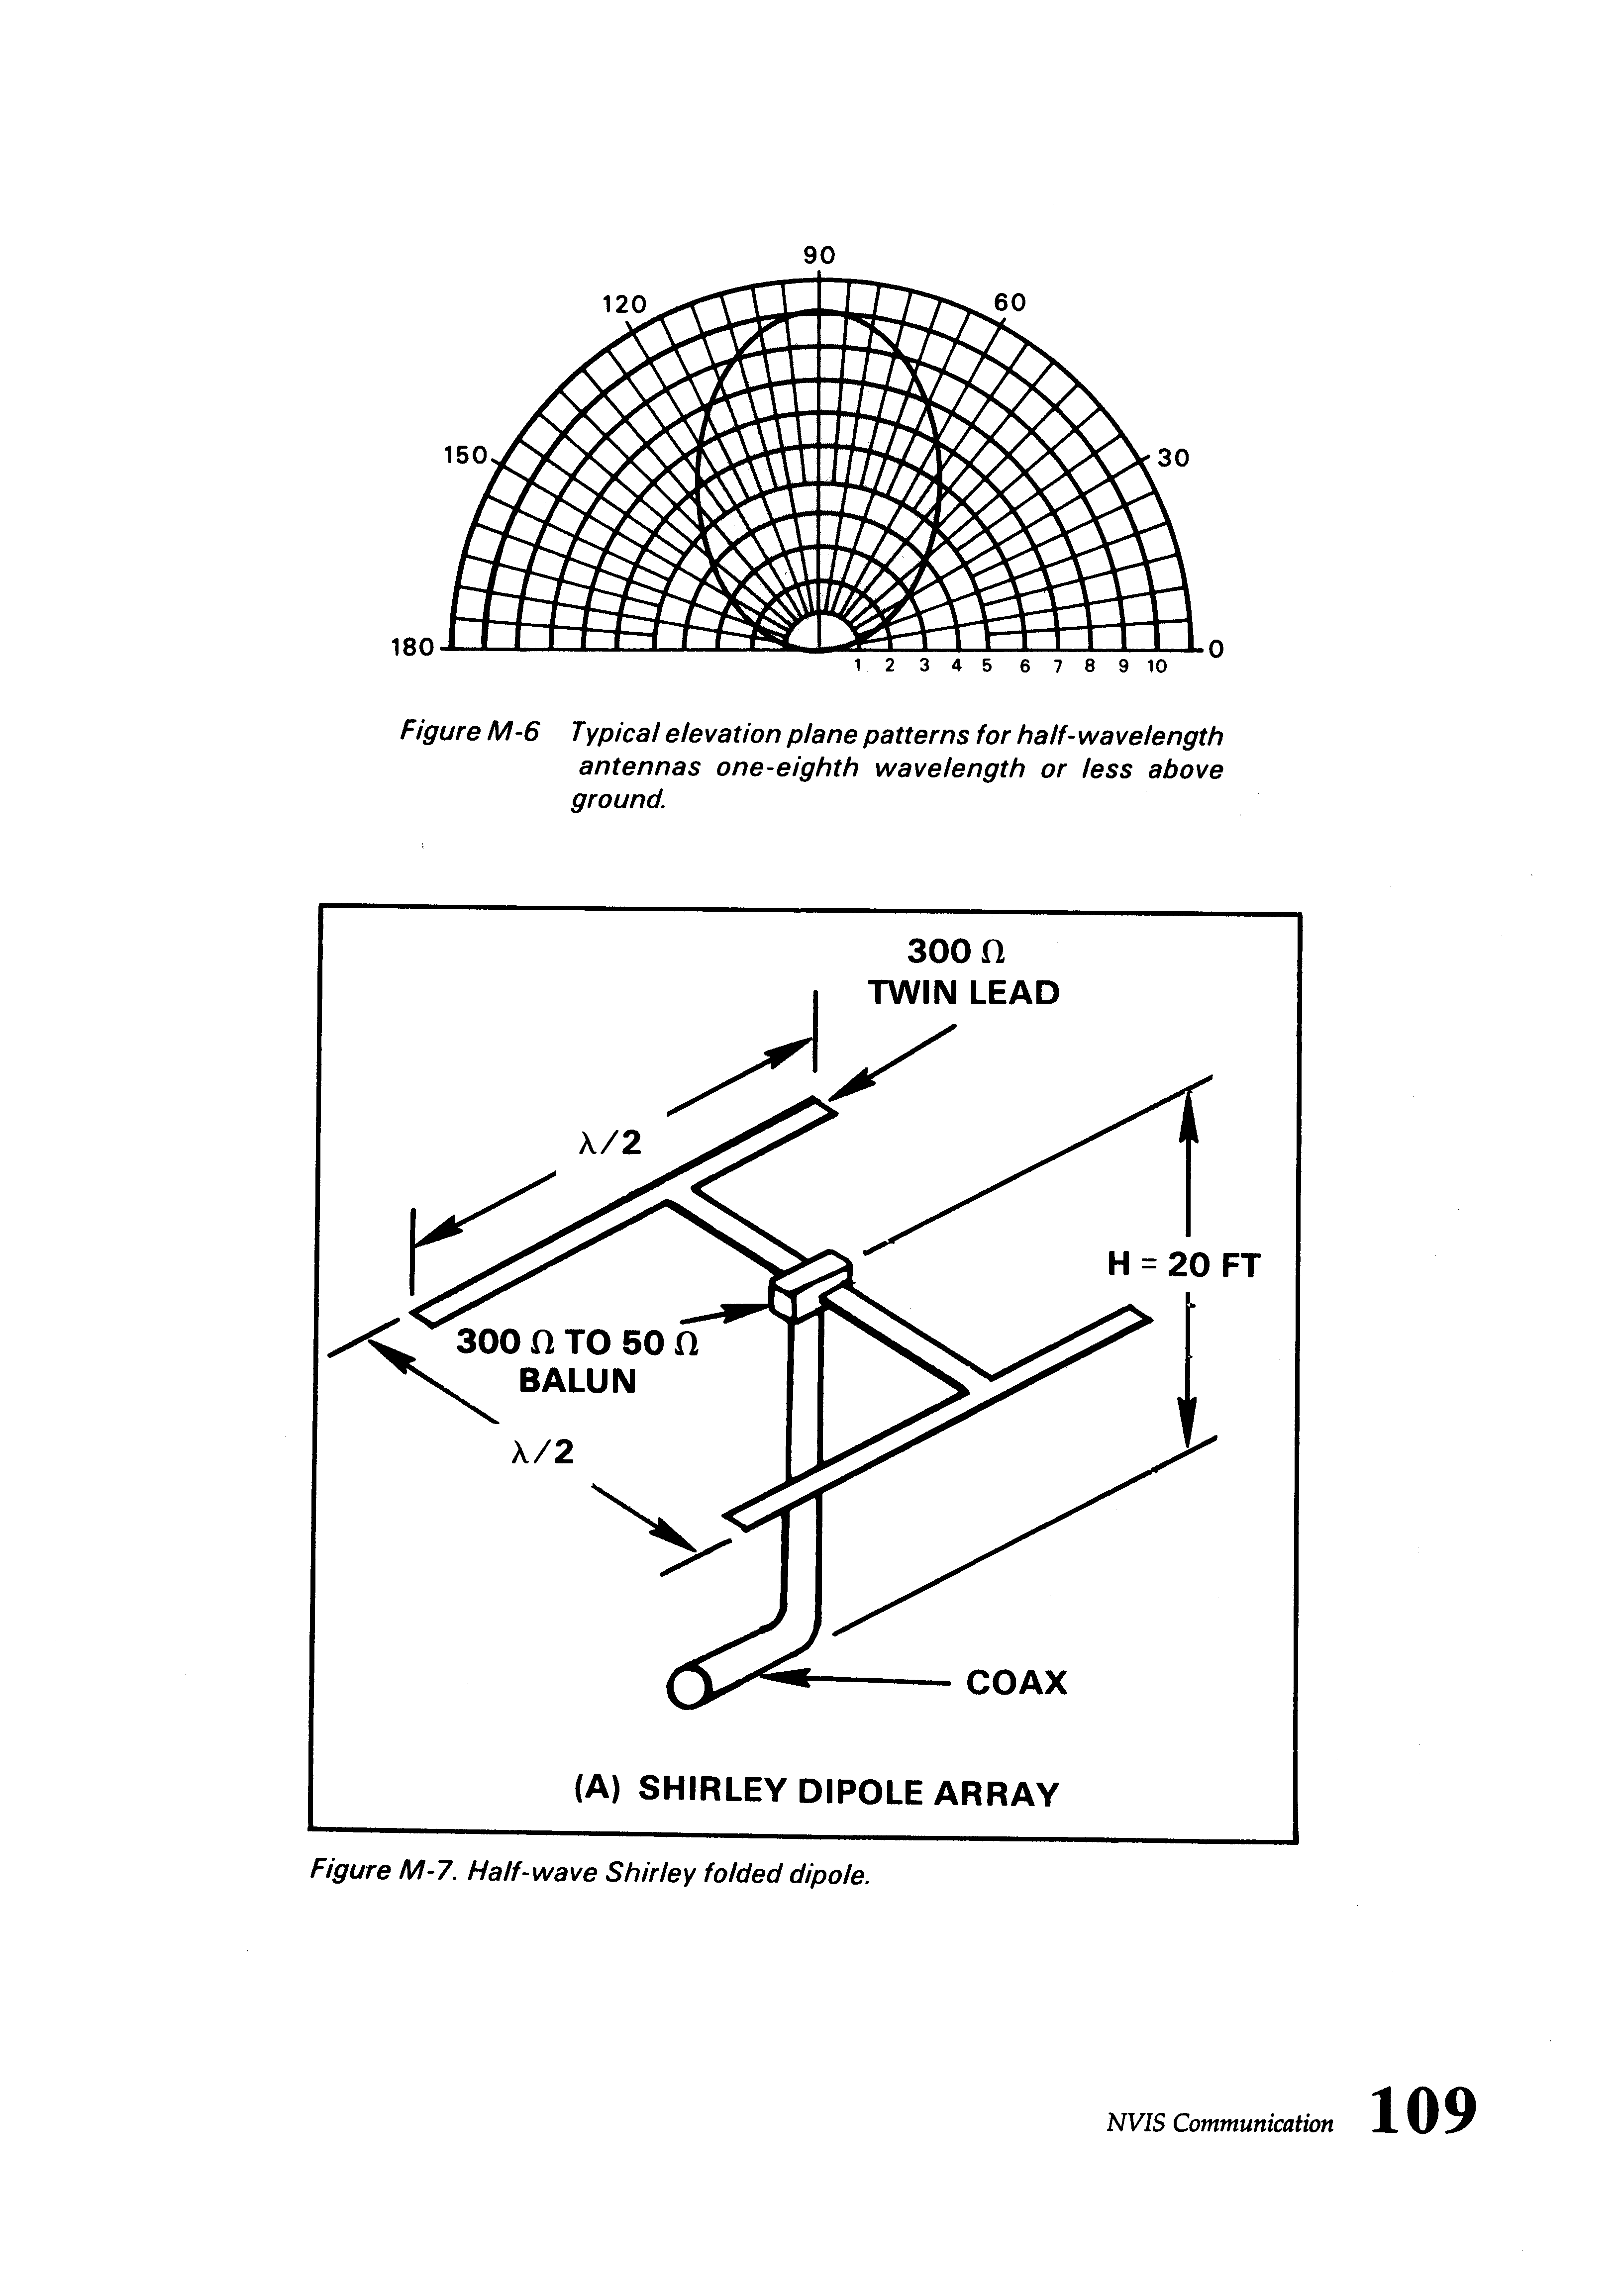 90
120
60
150
30
180
0
1 2 3 4 5 6 7 8 9 10
Figure M-6 Typical elevation plane patterns for half-wavelength
antennas one-eighth wavelength or less above
ground.
300 Ω
TWIN LEAD
λ/2
H = 20 FT
300 Ω TO 50 Ω
BALUN
λ/2
COAX
(A) SHIRLEY DIPOLE ARRAY
Figure M-7. Half-wave Shirley folded dipole.
NVIS Communication 109